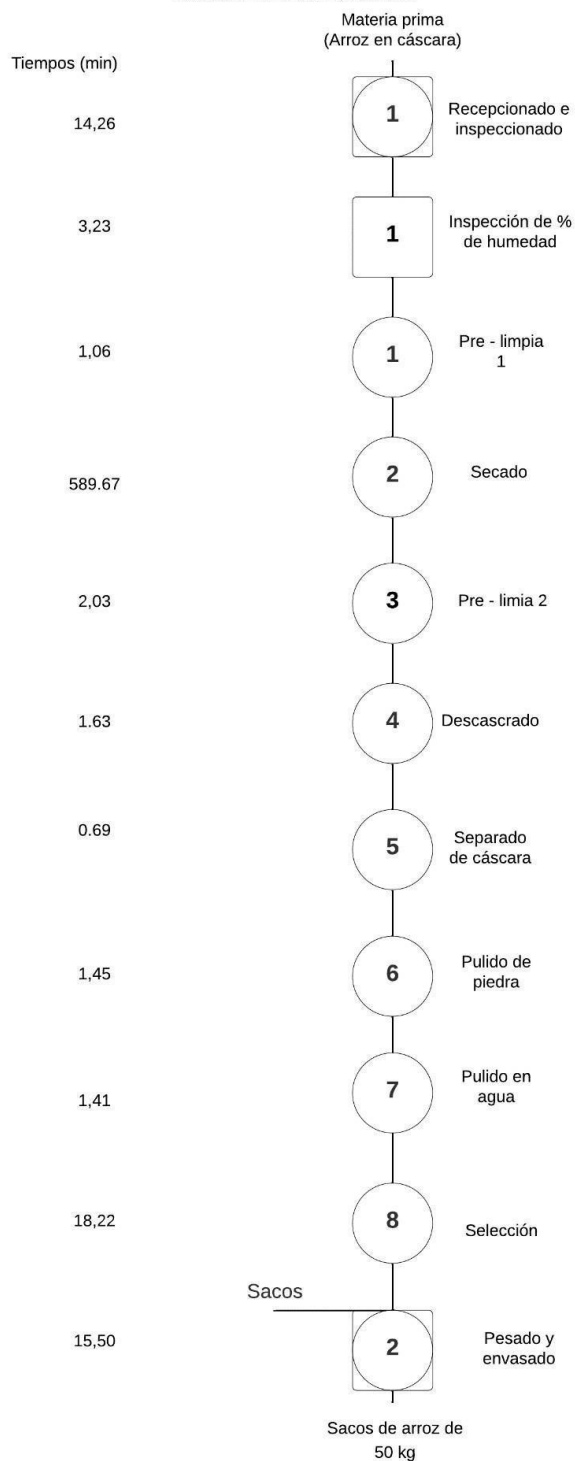 Materia prima
(Arroz en cáscara)
Tiempos (min)
14,26
1
Recepcionado e
inspeccionado
3,23
1
Inspección de %
de humedad
1,06
1
Pre - limpia
1
589.67
2
Secado
2,03
3
Pre - limia 2
1.63
4
Descascrado
0.69
5
Separado
de cáscara
1,45
6
Pulido de
piedra
1,41
7
Pulido en
agua
18,22
8
Selección
Sacos
15,50
2
Pesado y
envasado
Sacos de arroz de
50 kg